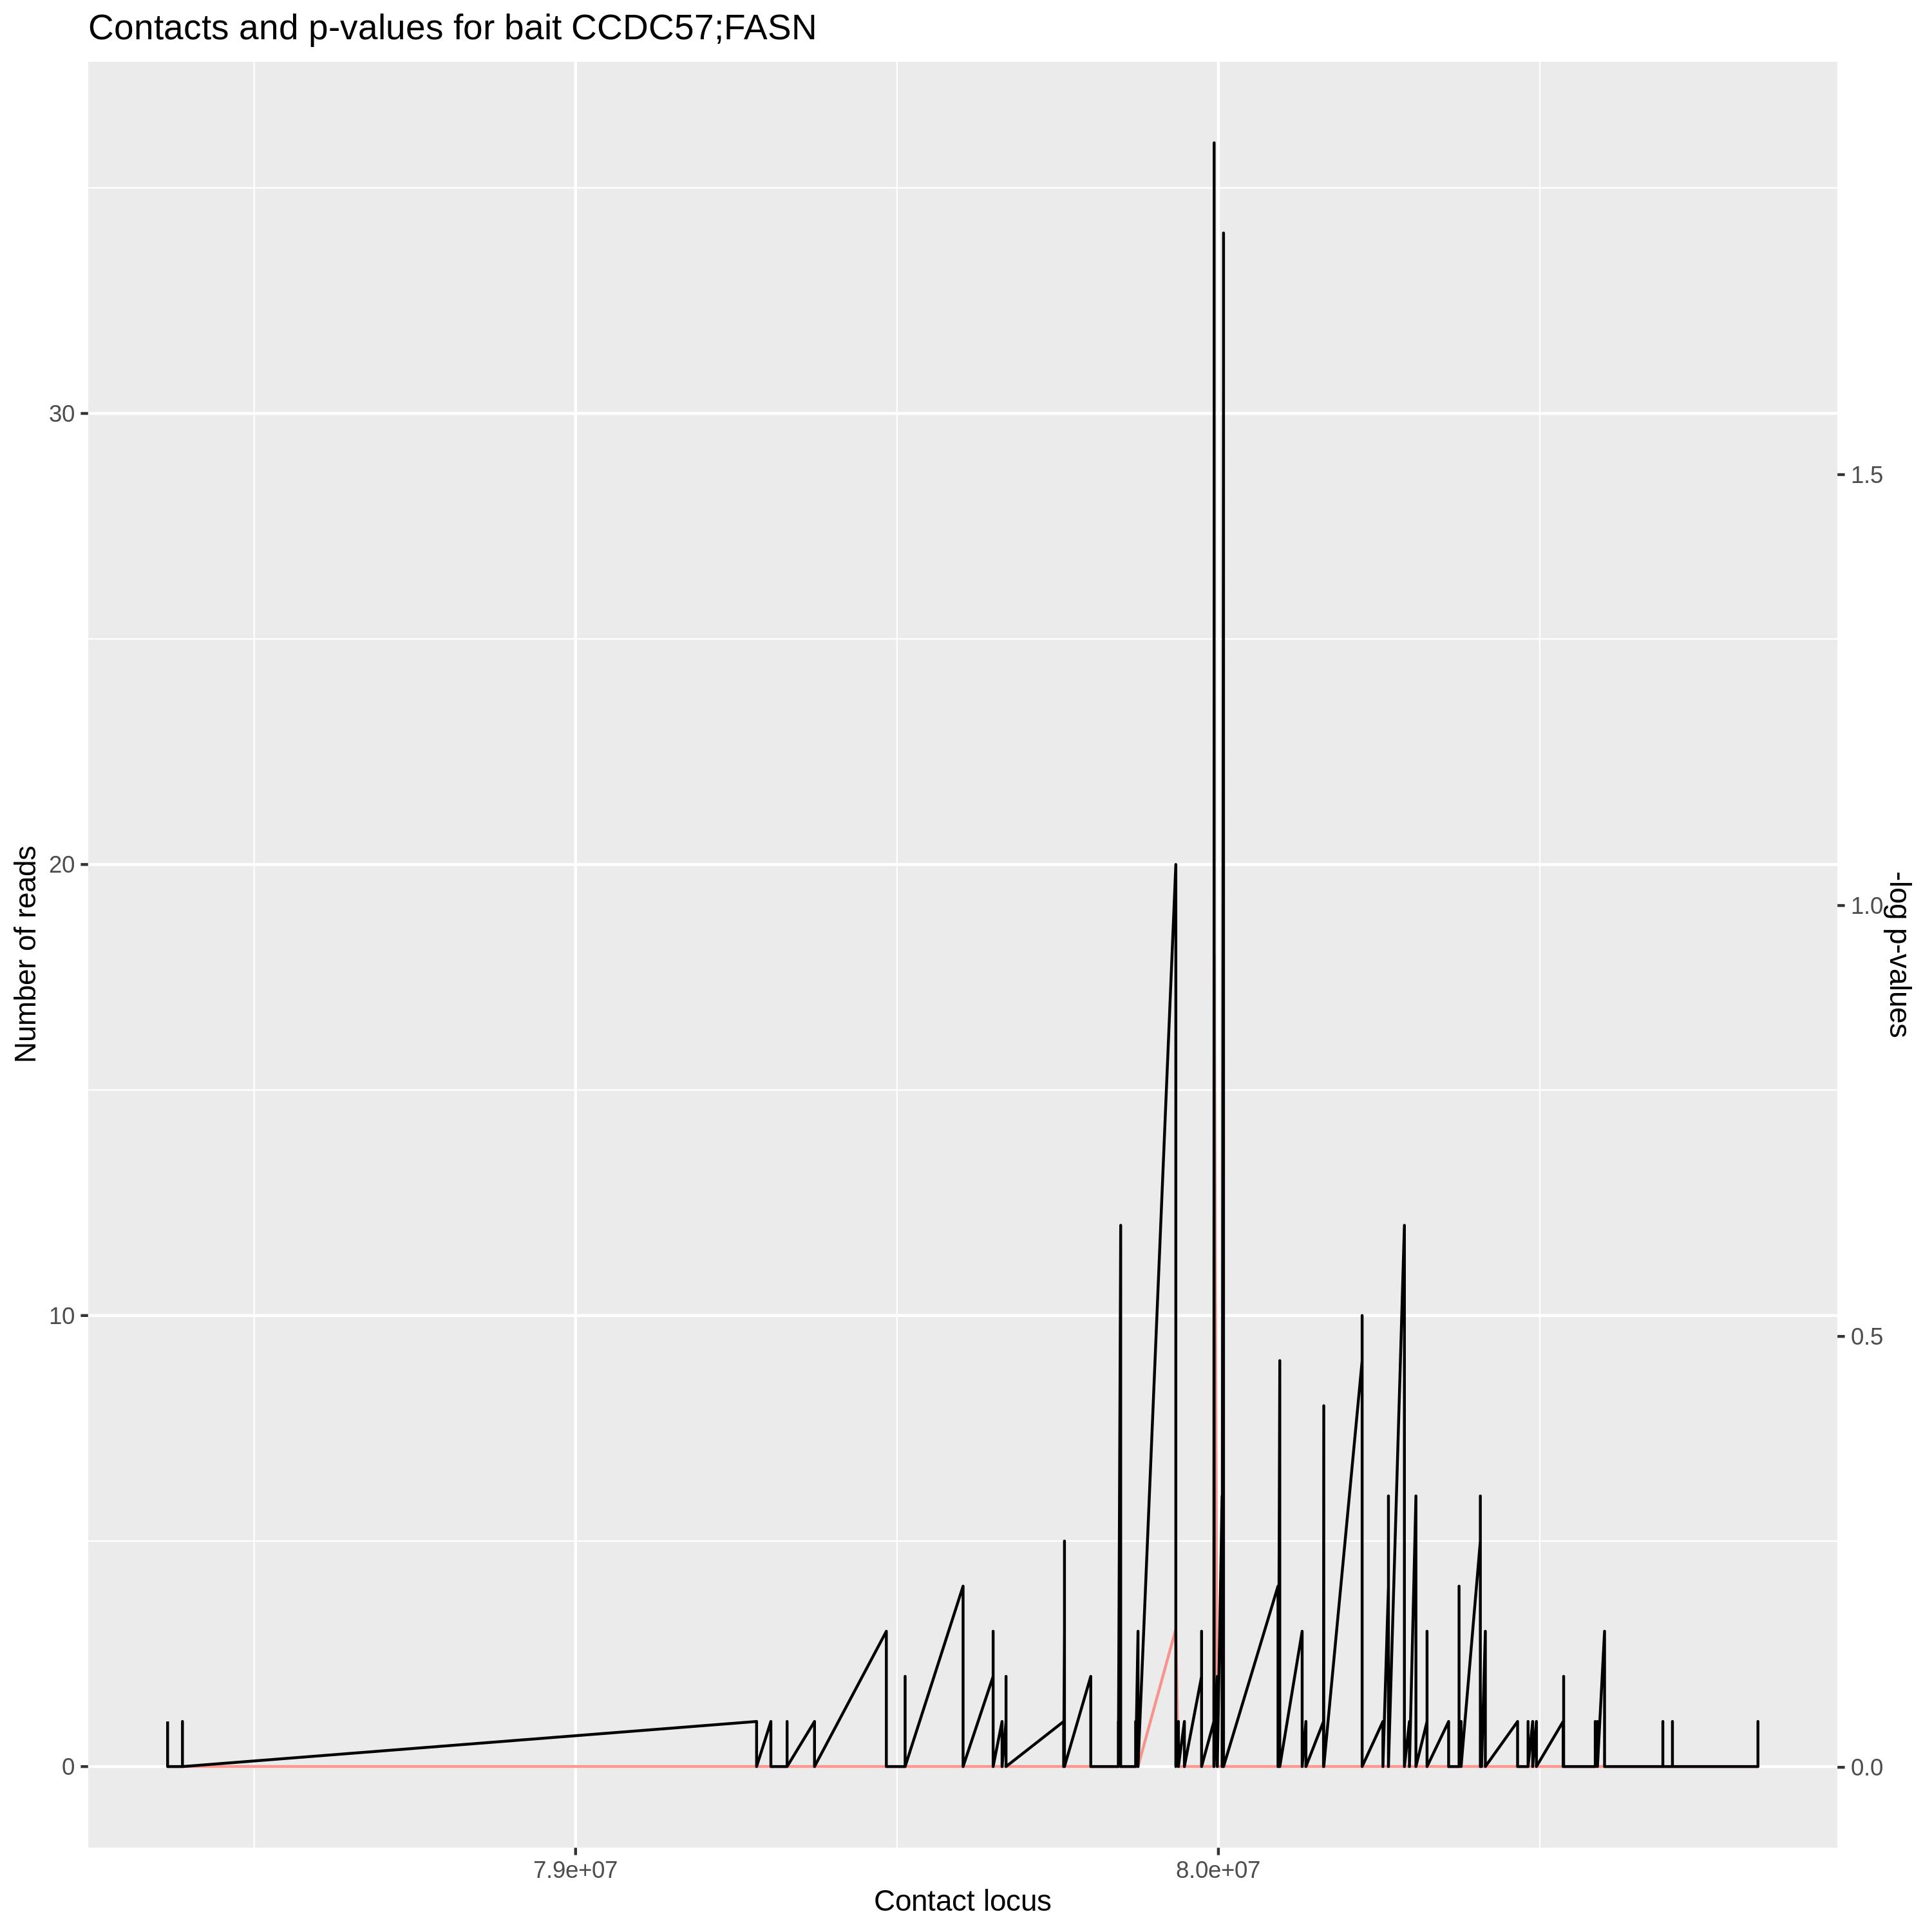 Contacts and p-values for bait CCDC57;FASN
Number of reads
30
20
10
0
1.5
1.0
0.5
0.0
-log p-values
7.9e+07
8.0e+07
Contact locus